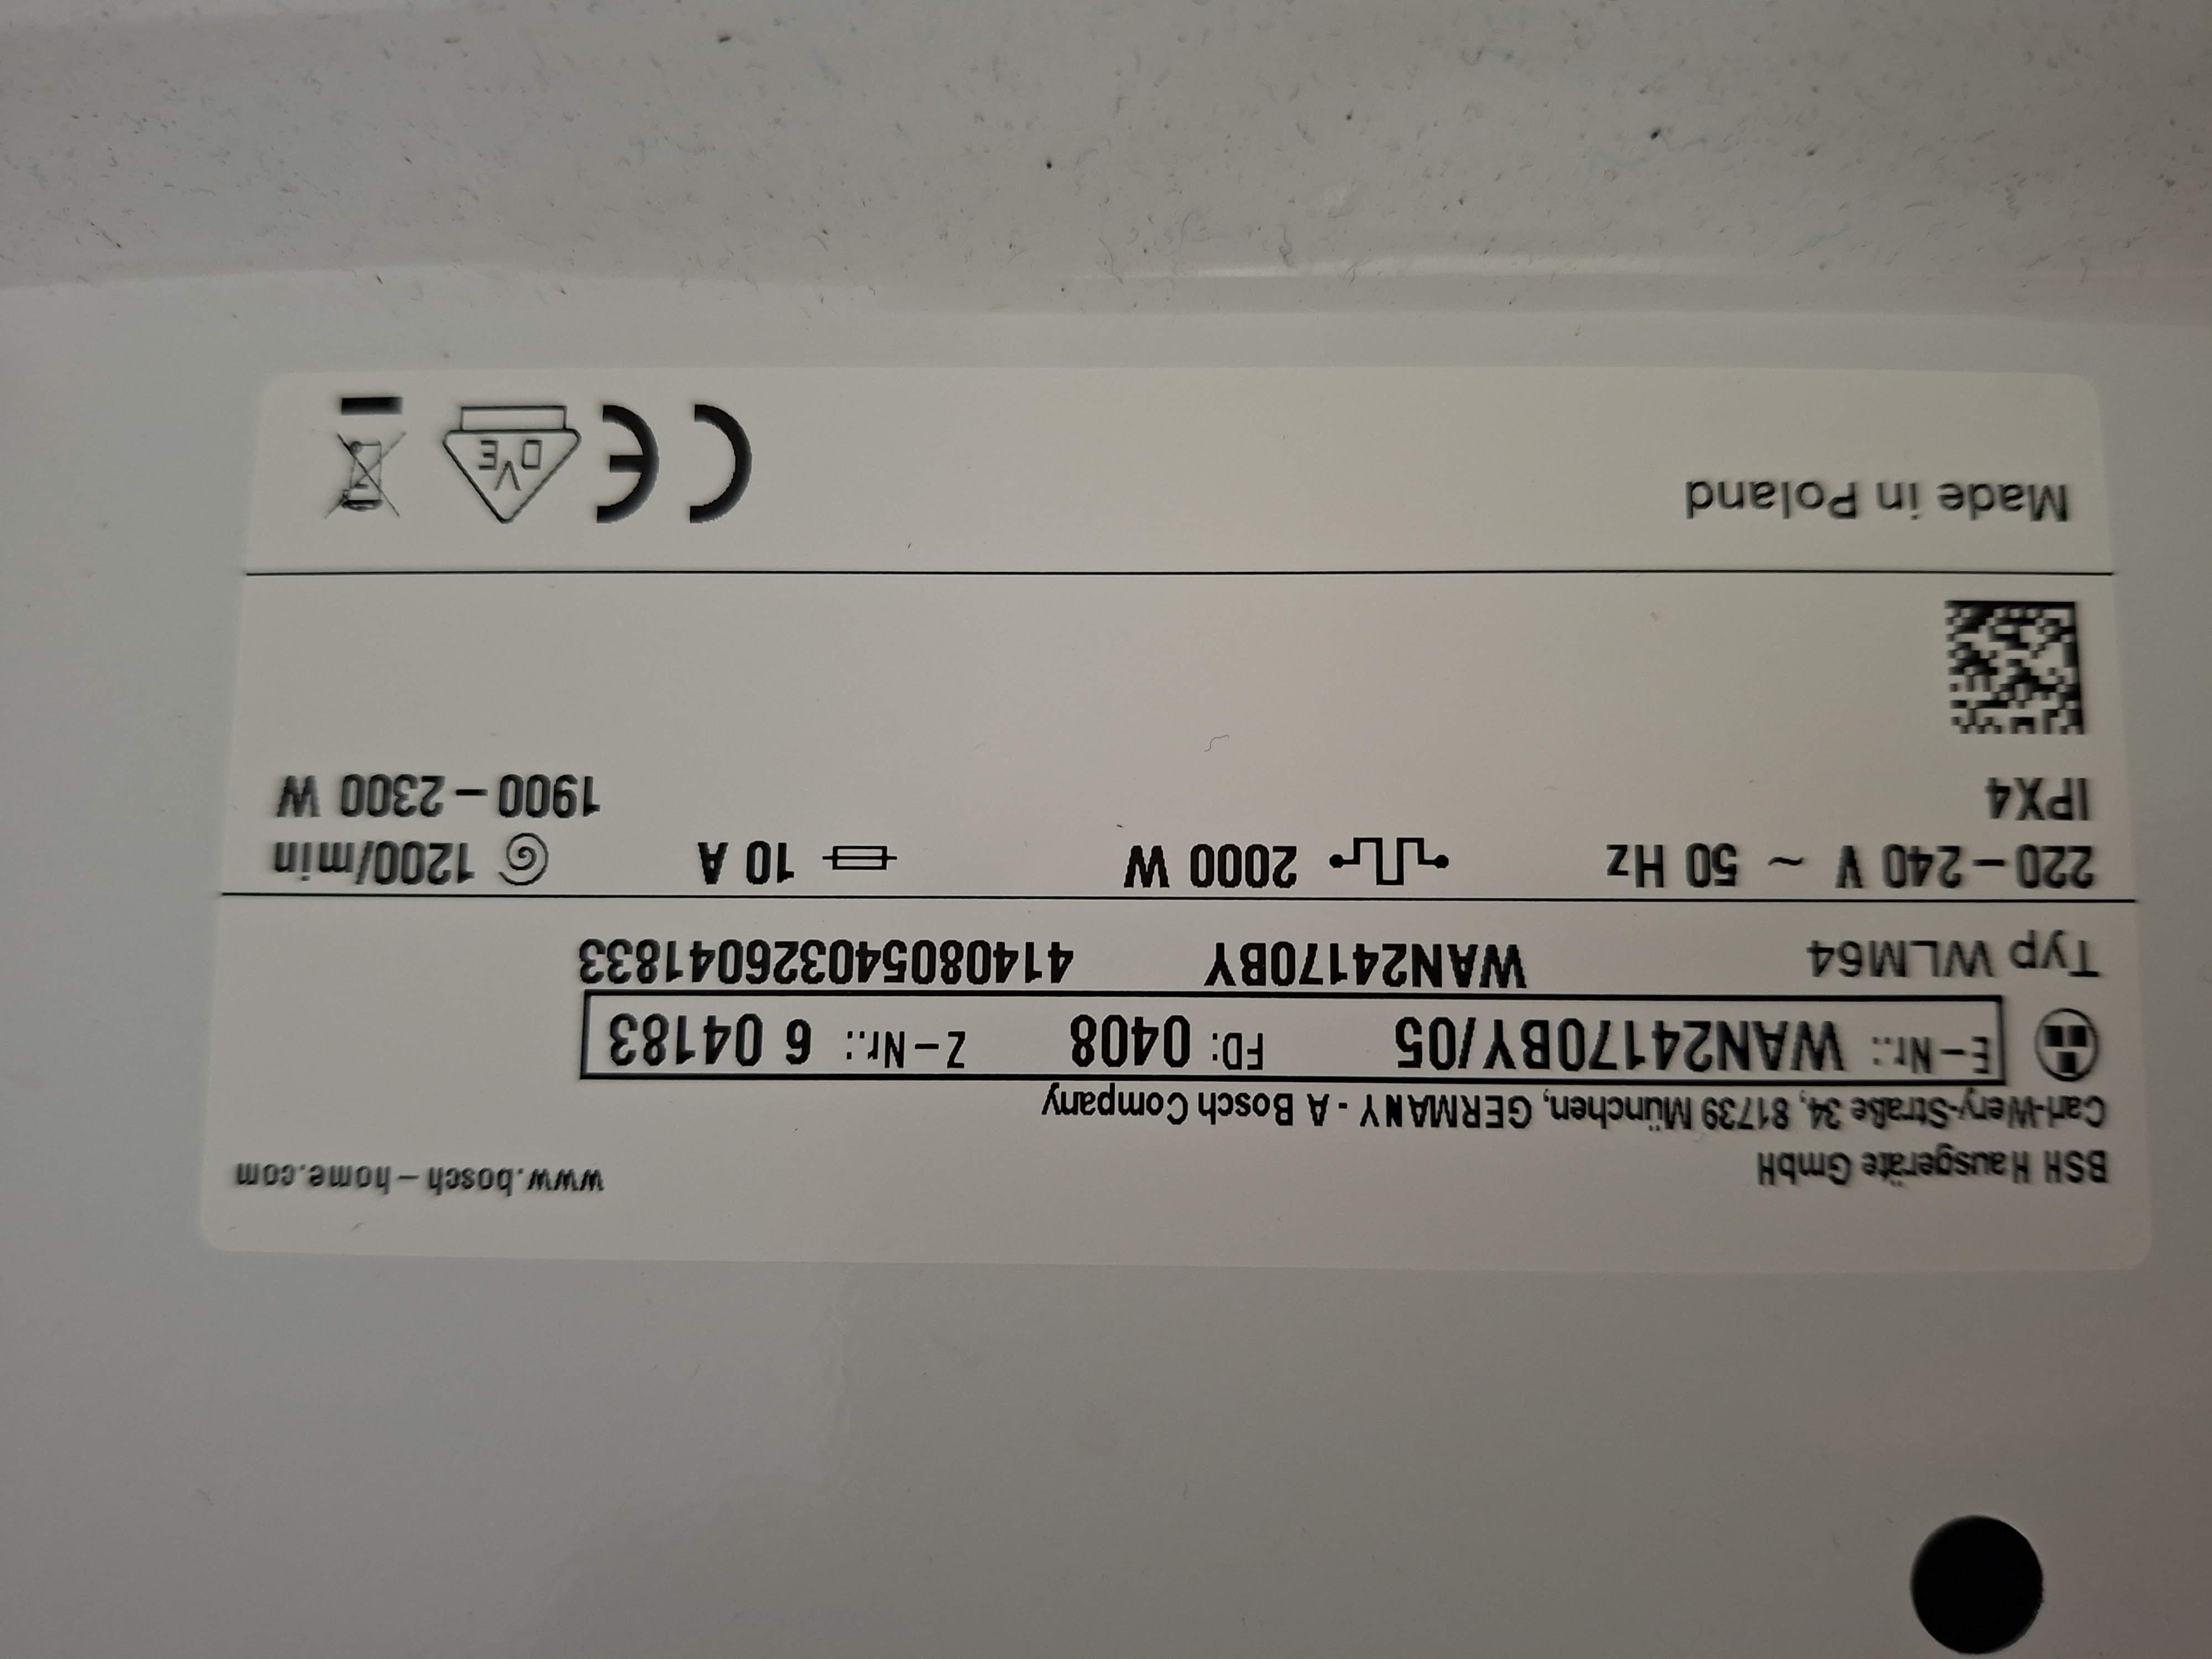 BSH Hausgeräte GmbH
www.bosch-home.com
Carl-Wery-Straße 34, 81739 München, GERMANY - A Bosch Company
E-Nr.: WAN24170BY/05 FD: 0408 Z-Nr.: 6 04183
Typ WLM64 WAN24170BY 414080540326041833
220-240 V ~ 50 Hz 2000 W 10 A 1200/min
IPX4 1900-2300 W
Made in Poland CE DVE